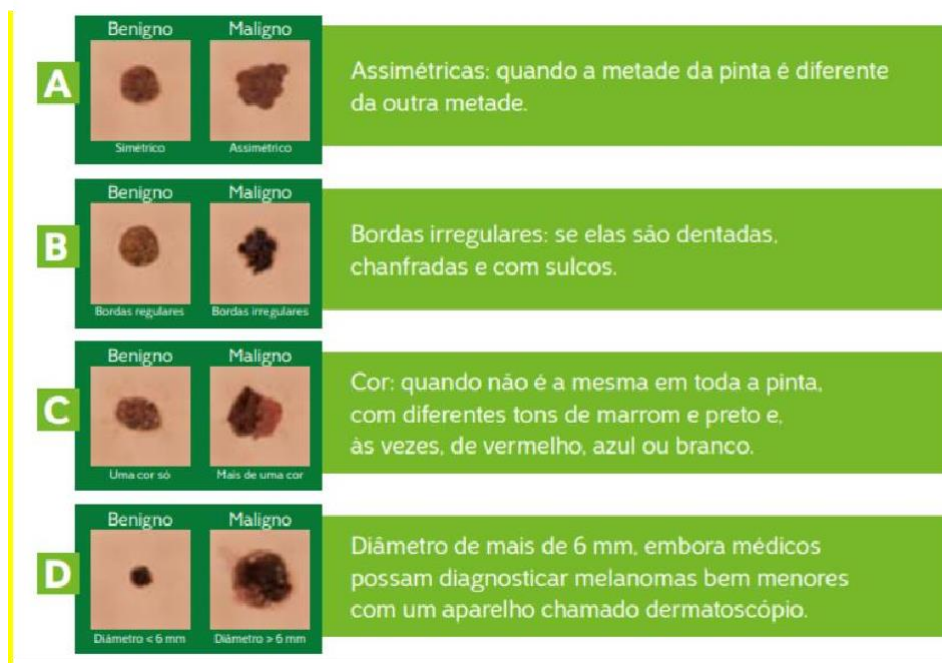 Benigno Maligno
A
Simétrico Assimétrico
Assimétricas: quando a metade da pinta é diferente
da outra metade.
Benigno Maligno
B
Bordas regulares Bordas irregulares
Bordas irregulares: se elas são dentadas,
chanfradas e com sulcos.
Benigno Maligno
C
Uma cor só Mais de uma cor
Cor: quando não é a mesma em toda a pinta,
com diferentes tons de marrom e preto e,
às vezes, de vermelho, azul ou branco.
Benigno Maligno
D
Diâmetro < 6 mm Diâmetro > 6 mm
Diâmetro de mais de 6 mm, embora médicos
possam diagnosticar melanomas bem menores
com um aparelho chamado dermatoscópio.